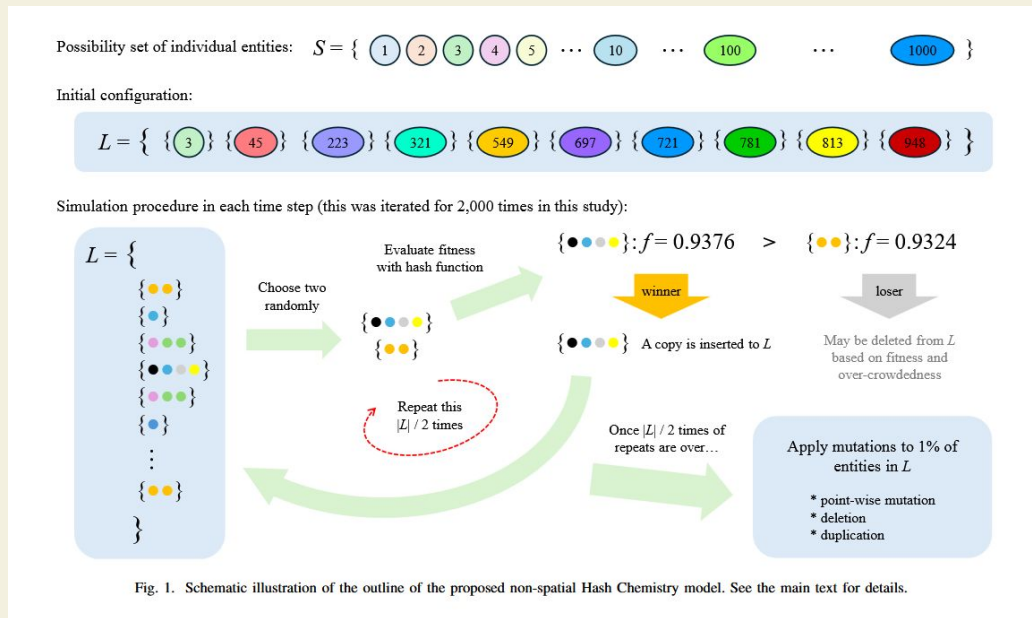 Possibility set of individual entities: S = { 1 2 3 4 5 ··· 10 ··· 100 ··· 1000 }
Initial configuration:
L = { {3} {45} {223} {321} {549} {697} {721} {781} {813} {948} }
Simulation procedure in each time step (this was iterated for 2,000 times in this study):
L = {
{●●}
{●}
{●●●}
{●●●●}
{●●●}
{●}
⋮
{●●}
}
Choose two
randomly
Evaluate fitness
with hash function
{●●●●}
{●●}
Repeat this
|L| / 2 times
{●●●●}: f = 0.9376 > {●●}: f = 0.9324
winner
loser
{●●●●} A copy is inserted to L
May be deleted from L
based on fitness and
over-crowdedness
Once |L| / 2 times of
repeats are over…
Apply mutations to 1% of
entities in L
* point-wise mutation
* deletion
* duplication
Fig. 1. Schematic illustration of the outline of the proposed non-spatial Hash Chemistry model. See the main text for details.